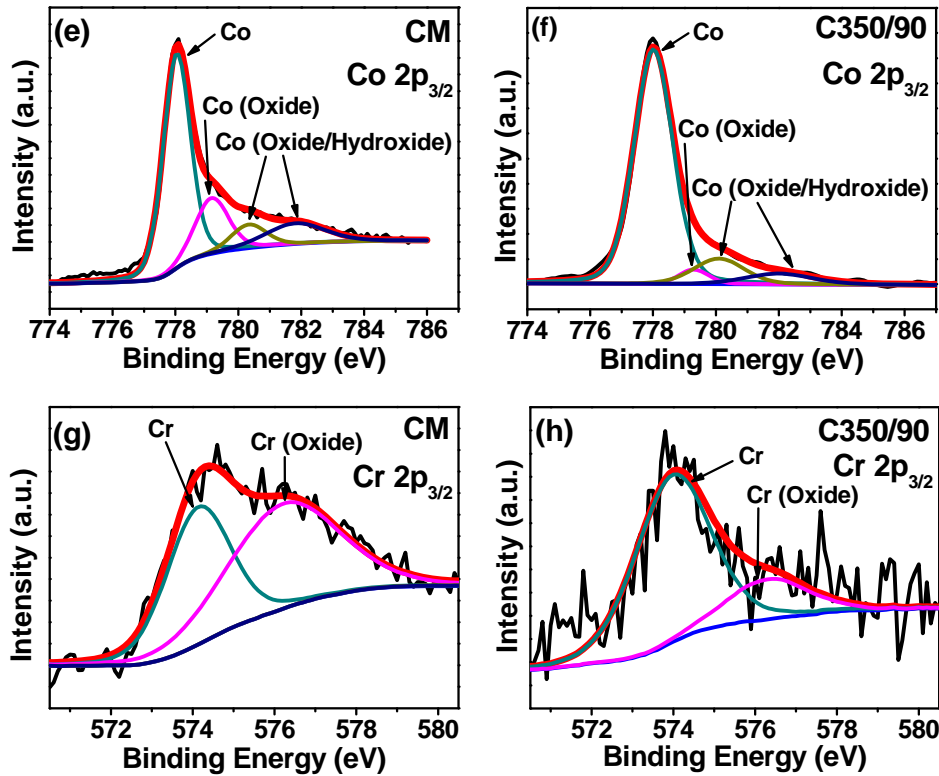 (e)
CM
Co
Co 2p3/2
Co (Oxide)
Co (Oxide/Hydroxide)
Intensity (a.u.)
774 776 778 780 782 784 786
Binding Energy (eV)
(f)
C350/90
Co
Co 2p3/2
Co (Oxide)
Co (Oxide/Hydroxide)
Intensity (a.u.)
774 776 778 780 782 784 786
Binding Energy (eV)
(g)
CM
Cr
Cr (Oxide)
Cr 2p3/2
Intensity (a.u.)
572 574 576 578 580
Binding Energy (eV)
(h)
C350/90
Cr
Cr 2p3/2
Cr (Oxide)
Intensity (a.u.)
572 574 576 578 580
Binding Energy (eV)